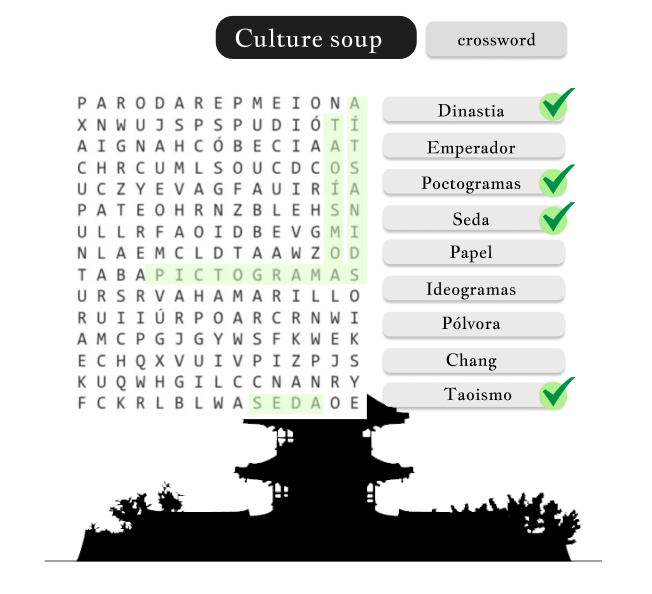 Culture soup
crossword
P A R O D A R E P M E I O N A
X N W U J S P S P U D I Ó T Í
A I G N A H C Ó B E C I A A T
C H R C U M L S O U C D C O S
U C Z Y E V A G F A U I R Í A
P A T E O H R N Z B L E H S N
U L L R F A O I D B E V G M I
N L A E M C L D T A A W Z O D
T A B A P I C T O G R A M A S
U R S R V A H A M A R I L L O
R U I I Ú R P O A R C R N W I
A M C P G J G Y W S F K W E K
E C H Q X V U I V P I Z P J S
K U Q W H G I L C C N A N R Y
F C K R L B L W A S E D A O E
Dinastia
Emperador
Poctogramas
Seda
Papel
Ideogramas
Pólvora
Chang
Taoismo